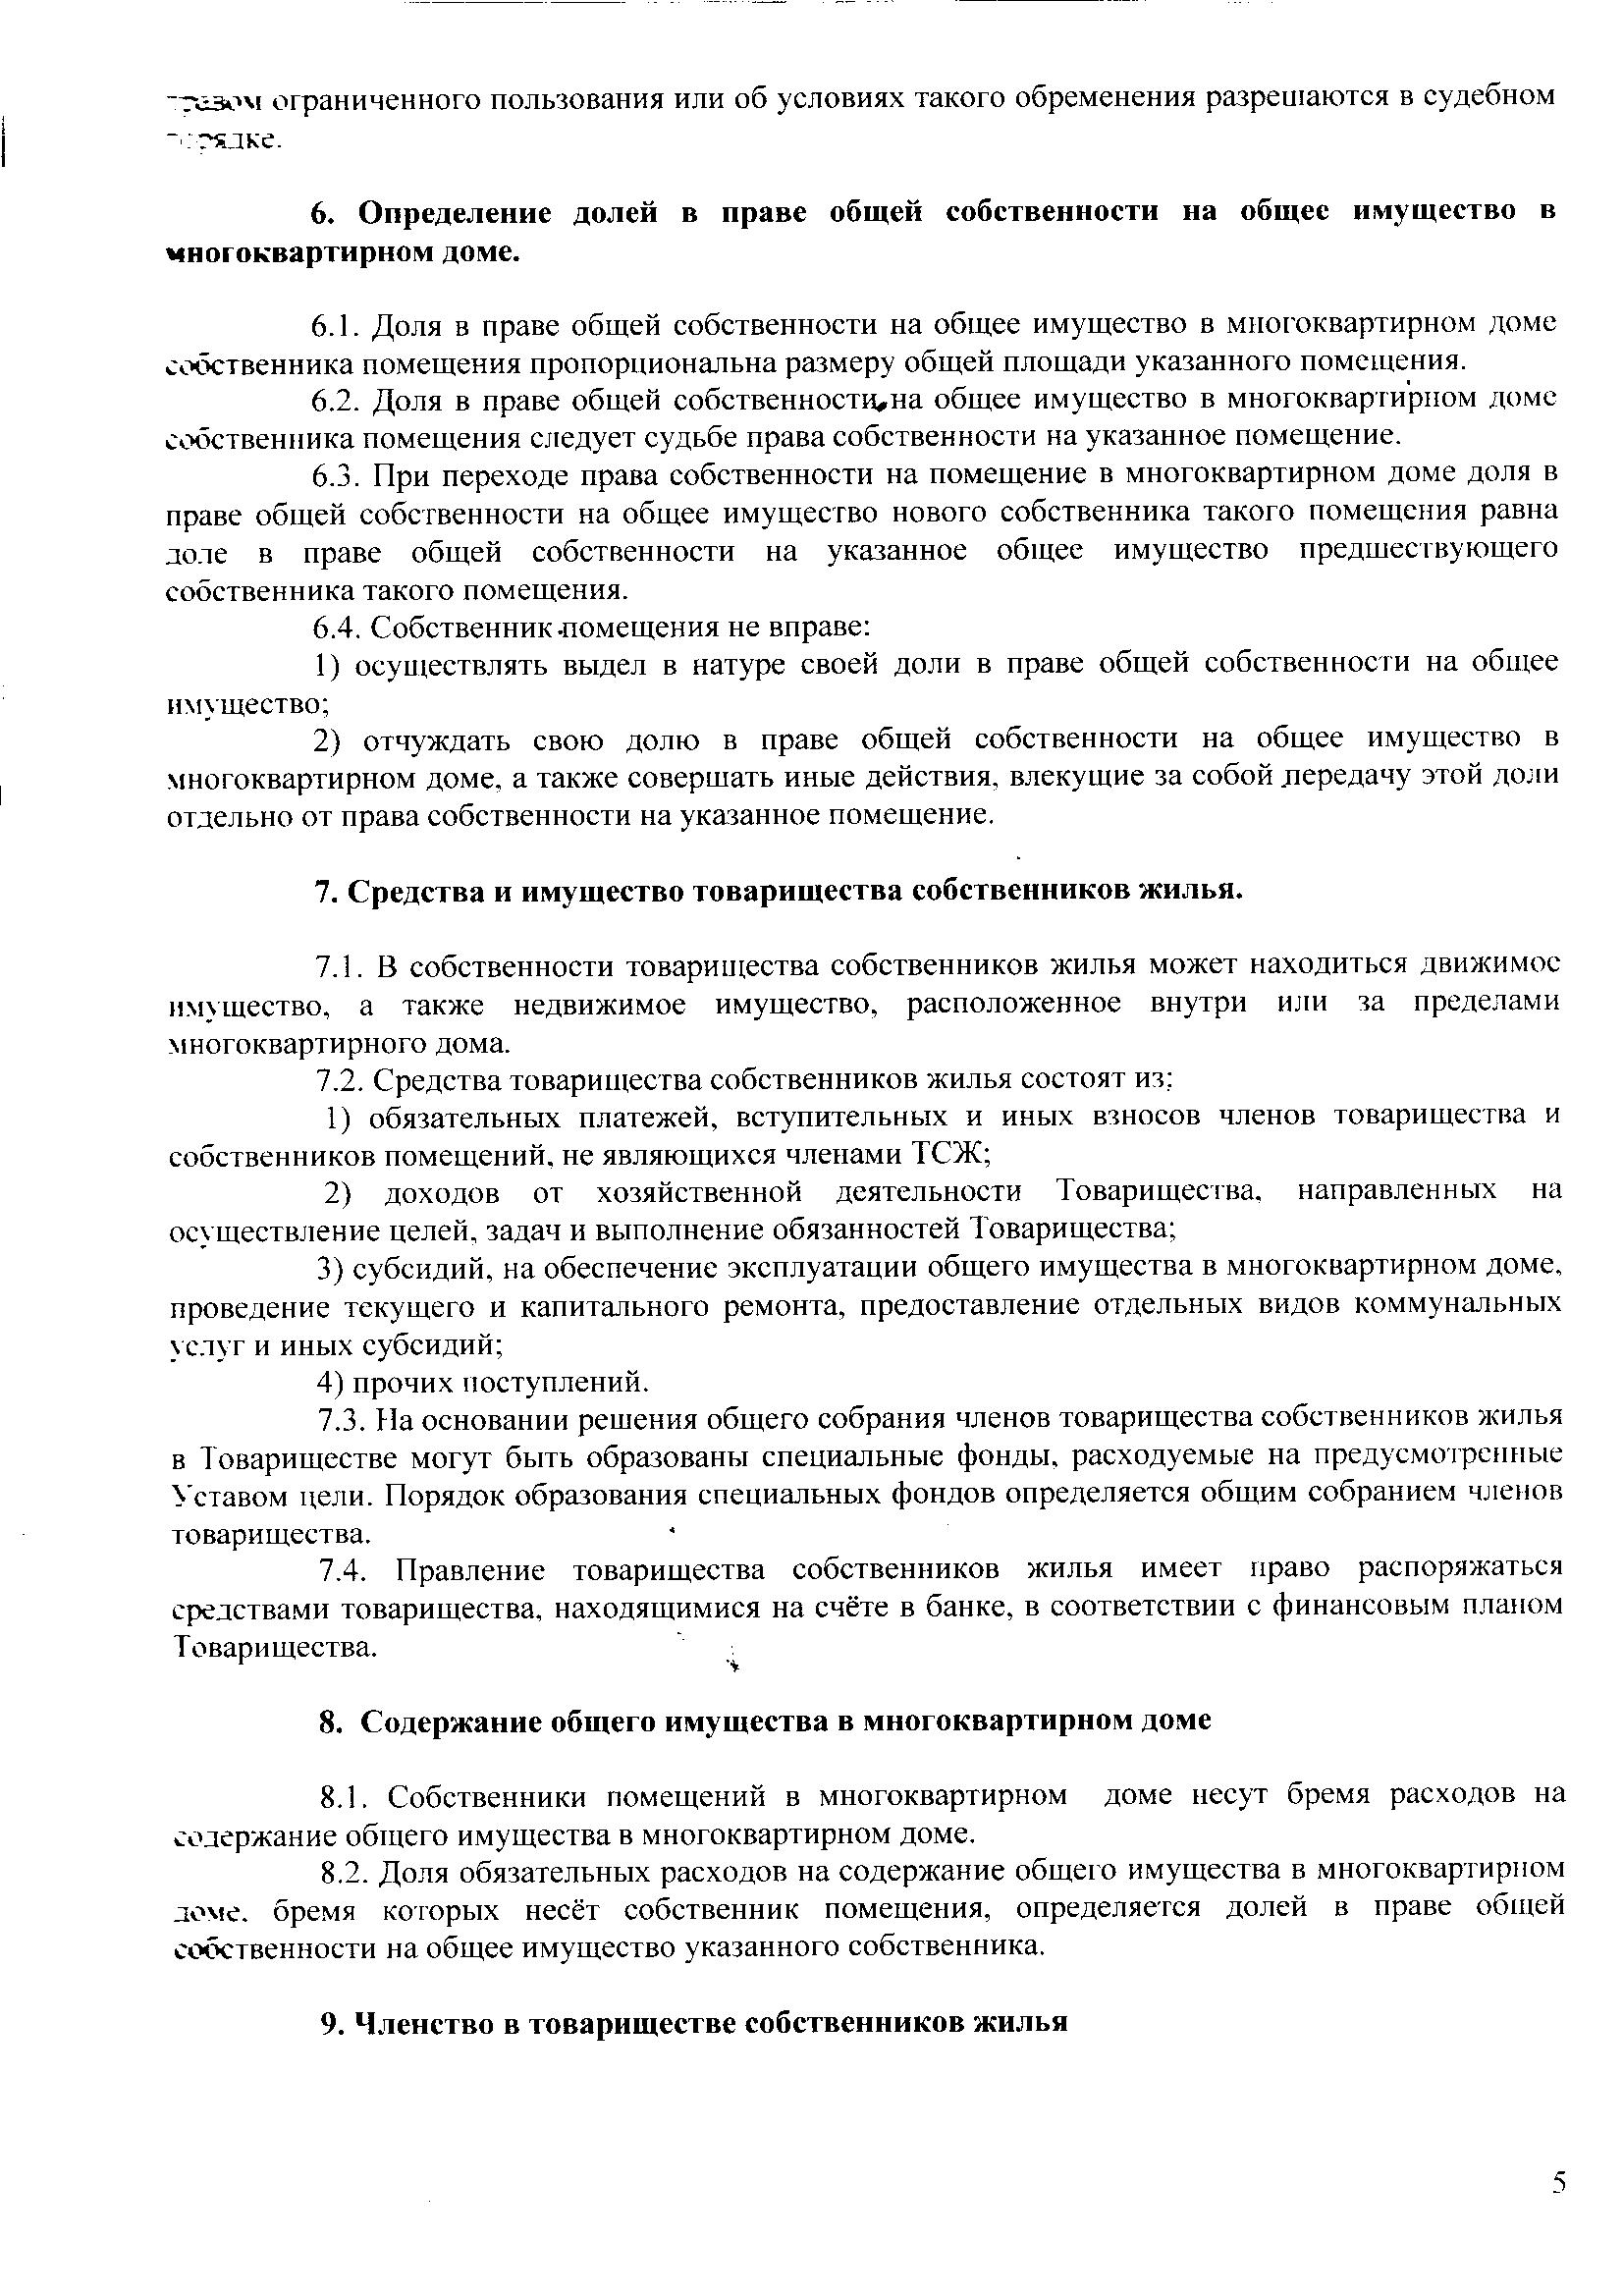 правом ограниченного пользования или об условиях такого обременения разрешаются в судебном
порядке.
6. Определение долей в праве общей собственности на общее имущество в
многоквартирном доме.
6.1. Доля в праве общей собственности на общее имущество в многоквартирном доме
собственника помещения пропорциональна размеру общей площади указанного помещения.
6.2. Доля в праве общей собственности на общее имущество в многоквартирном доме
собственника помещения следует судьбе права собственности на указанное помещение.
6.3. При переходе права собственности на помещение в многоквартирном доме доля в
праве общей собственности на общее имущество нового собственника такого помещения равна
доле в праве общей собственности на указанное общее имущество предшествующего
собственника такого помещения.
6.4. Собственник помещения не вправе:
1) осуществлять выдел в натуре своей доли в праве общей собственности на общее
имущество;
2) отчуждать свою долю в праве общей собственности на общее имущество в
многоквартирном доме, а также совершать иные действия, влекущие за собой передачу этой доли
отдельно от права собственности на указанное помещение.
7. Средства и имущество товарищества собственников жилья.
7.1. В собственности товарищества собственников жилья может находиться движимое
имущество, а также недвижимое имущество, расположенное внутри или за пределами
многоквартирного дома.
7.2. Средства товарищества собственников жилья состоят из:
1) обязательных платежей, вступительных и иных взносов членов товарищества и
собственников помещений, не являющихся членами ТСЖ;
2) доходов от хозяйственной деятельности Товарищества, направленных на
осуществление целей, задач и выполнение обязанностей Товарищества;
3) субсидий, на обеспечение эксплуатации общего имущества в многоквартирном доме,
проведение текущего и капитального ремонта, предоставление отдельных видов коммунальных
услуг и иных субсидий;
4) прочих поступлений.
7.3. На основании решения общего собрания членов товарищества собственников жилья
в Товариществе могут быть образованы специальные фонды, расходуемые на предусмотренные
Уставом цели. Порядок образования специальных фондов определяется общим собранием членов
товарищества.
7.4. Правление товарищества собственников жилья имеет право распоряжаться
средствами товарищества, находящимися на счёте в банке, в соответствии с финансовым планом
Товарищества.
8. Содержание общего имущества в многоквартирном доме
8.1. Собственники помещений в многоквартирном доме несут бремя расходов на
содержание общего имущества в многоквартирном доме.
8.2. Доля обязательных расходов на содержание общего имущества в многоквартирном
доме, бремя которых несёт собственник помещения, определяется долей в праве общей
собственности на общее имущество указанного собственника.
9. Членство в товариществе собственников жилья
5